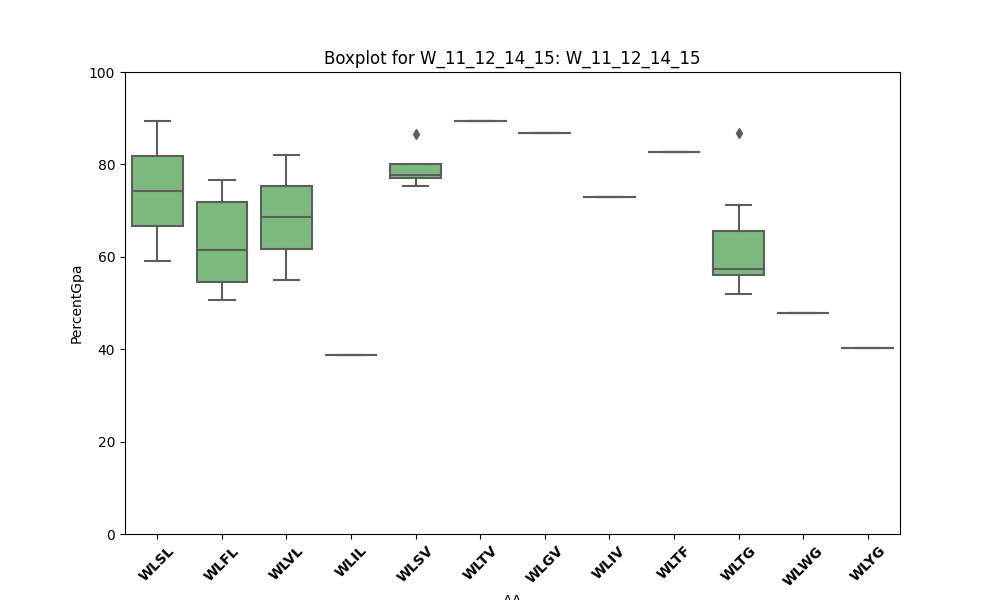 Boxplot for W_11_12_14_15: W_11_12_14_15
100
80
60
40
20
0
PercentGpa
WLSL
WLFL
WLVL
WLIL
WLSV
WLTV
WLGV
WLIV
WLTF
WLTG
WLWG
WLYG
AA